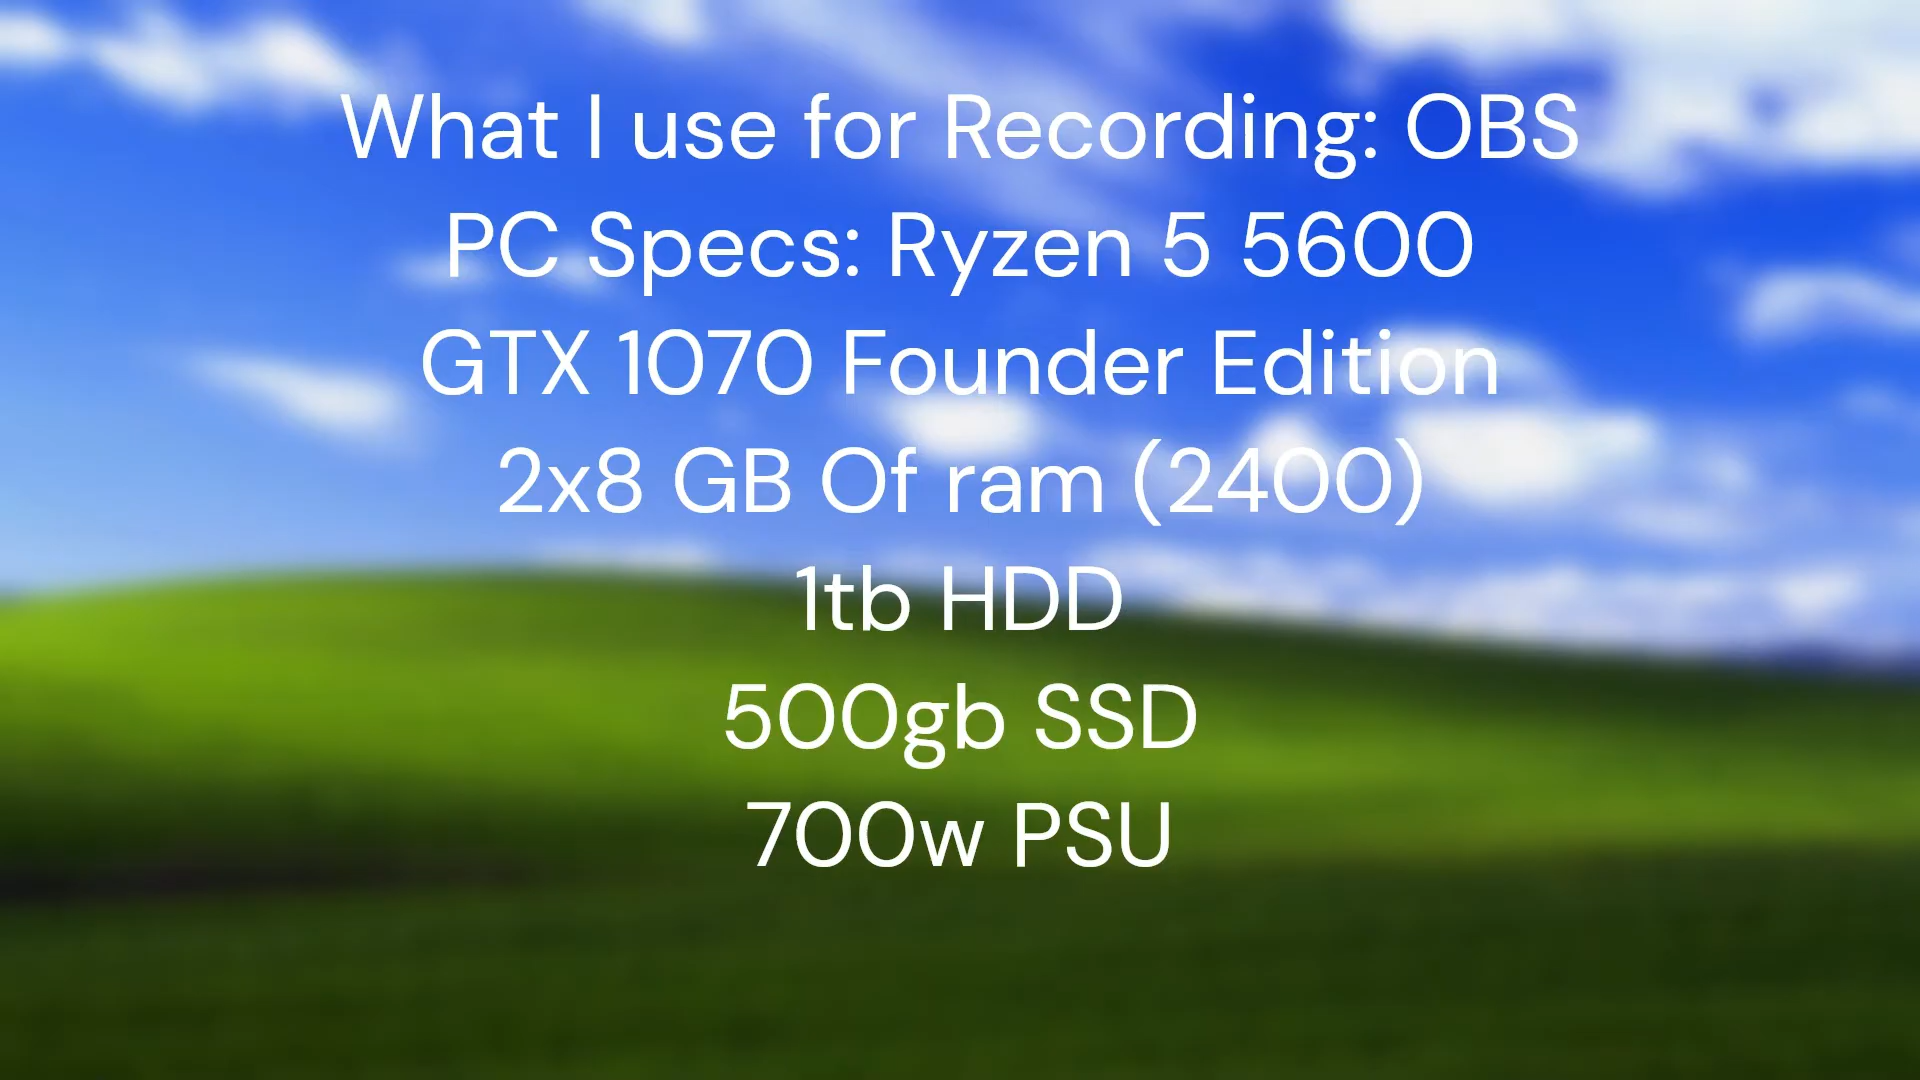 What I use for Recording: OBS
PC Specs: Ryzen 5 5600
GTX 1070 Founder Edition
2x8 GB Of ram (2400)
1tb HDD
500gb SSD
700w PSU